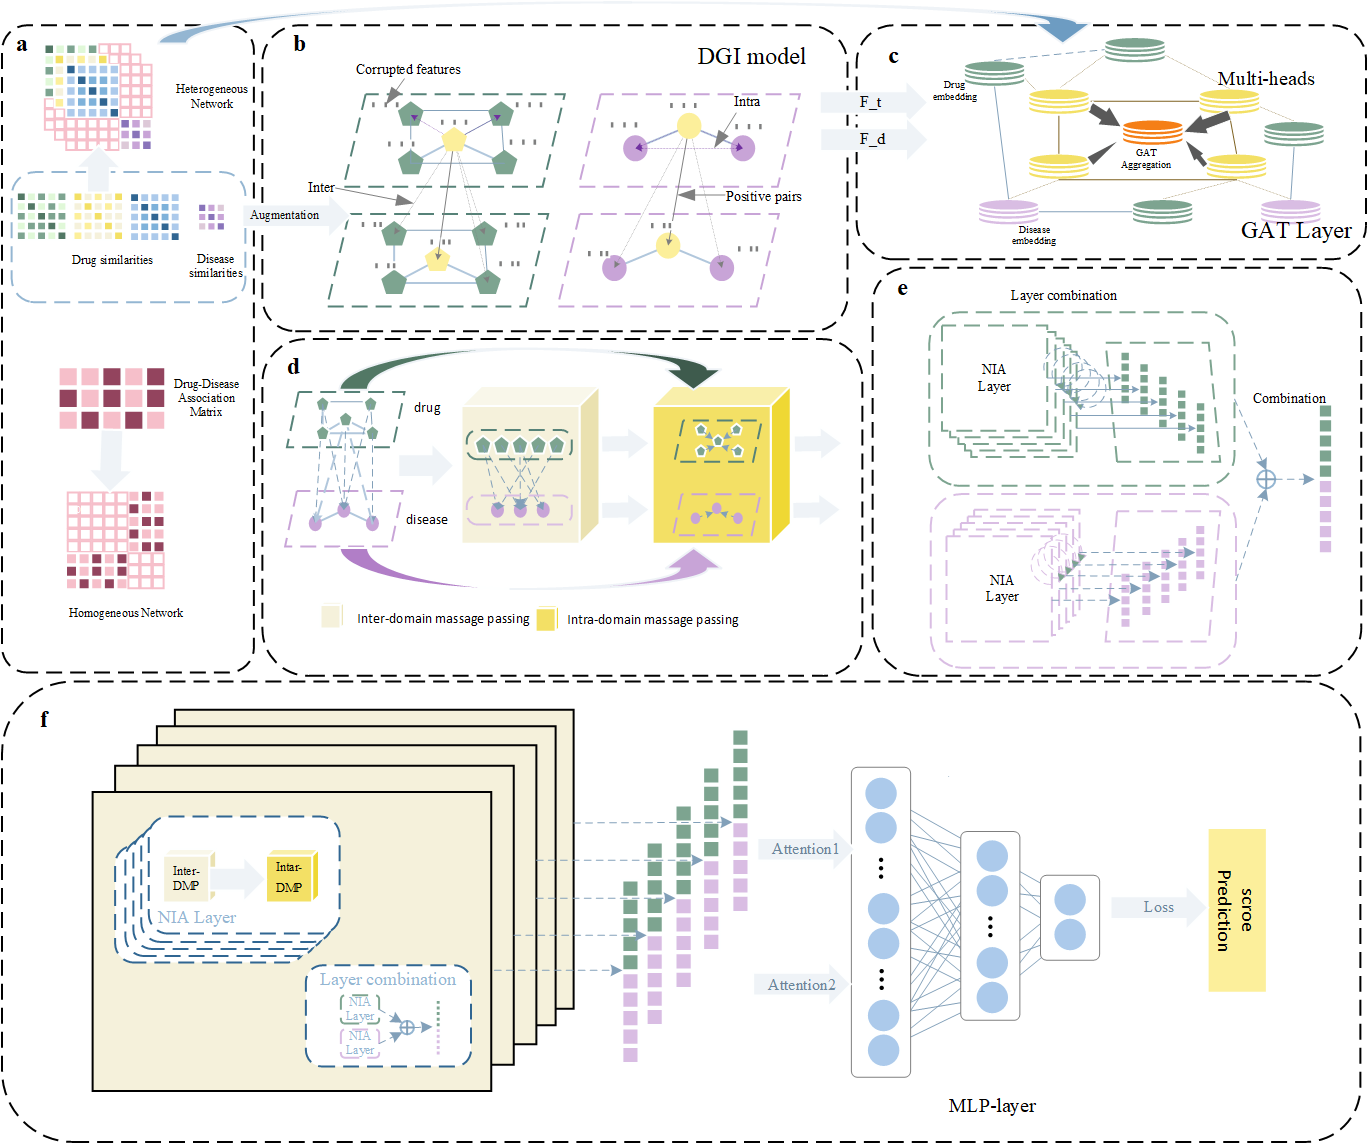 a
Heterogeneous
Network
Drug similarities
Disease
similarities
Drug-Disease
Association
Matrix
Homogeneous Network
b
DGI model
Corrupted features
Intra
Inter
Positive pairs
Augmentation
F_t
F_d
c
Drug
embedding
Multi-heads
GAT
Aggregation
Disease
embedding
GAT Layer
d
drug
disease
Inter-domain massage passing
Intra-domain massage passing
e
Layer combination
NIA
Layer
Combination
NIA
Layer
f
Inter-
DMP
Intar-
DMP
NIA Layer
Layer combination
NIA
Layer
NIA
Layer
Attention1
Attention2
Loss
scroe
Prediction
MLP-layer